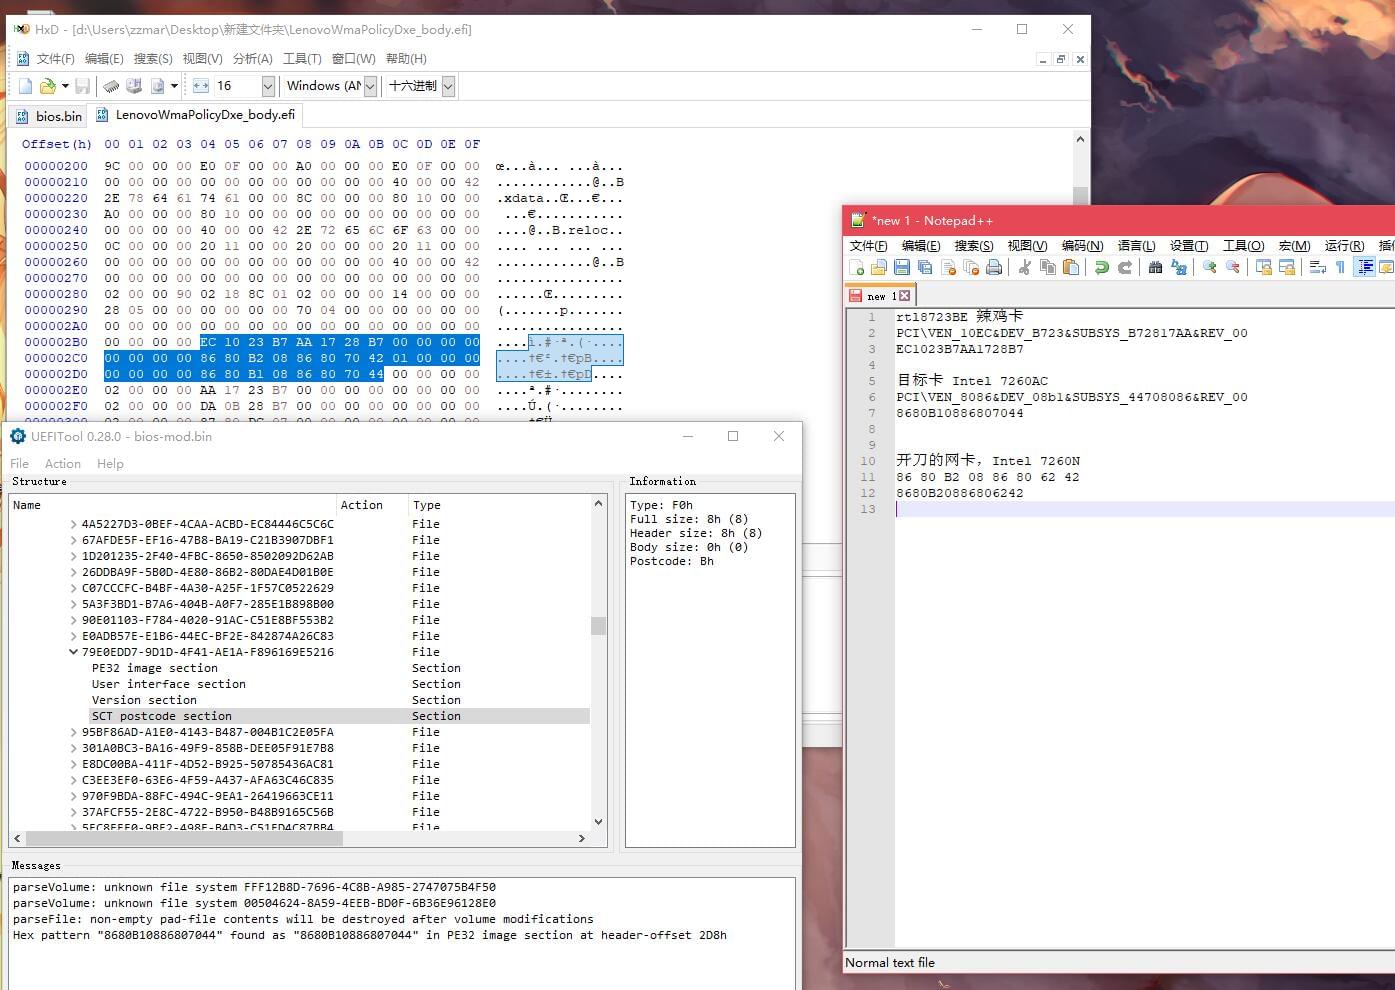 HxD - [d:\Users\zzmar\Desktop\新建文件夹\LenovoWmaPolicyDxe_body.efi]
文件(F) 编辑(E) 搜索(S) 视图(V) 分析(A) 工具(T) 窗口(W) 帮助(H)
16 Windows (AN 十六进制
bios.bin LenovoWmaPolicyDxe_body.efi
Offset(h) 00 01 02 03 04 05 06 07 08 09 0A 0B 0C 0D 0E 0F
00000200 9C 00 00 00 E0 0F 00 00 A0 00 00 00 E0 0F 00 00 œ...à... ...à...
00000210 00 00 00 00 00 00 00 00 00 00 00 00 40 00 00 42 ............@..B
00000220 2E 78 64 61 74 61 00 00 8C 00 00 00 80 10 00 00 .xdata..Œ...€...
00000230 A0 00 00 00 80 10 00 00 00 00 00 00 00 00 00 00 ...€...........
00000240 00 00 00 00 40 00 00 42 2E 72 65 6C 6F 63 00 00 ....@..B.reloc..
00000250 0C 00 00 00 20 11 00 00 20 00 00 00 20 11 00 00 .... ... ... ...
00000260 00 00 00 00 00 00 00 00 00 00 00 00 40 00 00 42 ............@..B
00000270 00 00 00 00 00 00 00 00 00 00 00 00 00 00 00 00 ................
00000280 02 00 00 90 02 18 8C 01 02 00 00 00 14 00 00 00 ......Œ.........
00000290 28 05 00 00 00 00 00 00 70 04 00 00 00 00 00 00 (.......p.......
000002A0 00 00 00 00 00 00 00 00 00 00 00 00 00 00 00 00 ................
000002B0 00 00 00 00 EC 10 23 B7 AA 17 28 B7 00 00 00 00 ....ì.#·ª.(·....
000002C0 00 00 00 00 86 80 B2 08 86 80 70 42 01 00 00 00 ....†€².†€pB....
000002D0 00 00 00 00 86 80 B1 08 86 80 70 44 00 00 00 00 ....†€±.†€pD....
000002E0 02 00 00 00 AA 17 23 B7 00 00 00 00 00 00 00 00 ....ª.#·........
000002F0 02 00 00 00 DA 0B 28 B7 00 00 00 00 00 00 00 00 ....Ú.(·........
UEFITool 0.28.0 - bios-mod.bin
File Action Help
Structure
Name Action Type
4A5227D3-0BEF-4CAA-ACBD-EC84446C5C6C File
67AFDE5F-EF16-47B8-BA19-C21B3907DBF1 File
1D201235-2F40-4FBC-8650-8502092D62AB File
26DDBA9F-5B0D-4E80-86B2-80DAE4D01B0E File
C07CCCFC-B4BF-4A30-A25F-1F57C0522629 File
5A3F3BD1-B7A6-404B-A0F7-285E1B898B00 File
90E01103-F784-4020-91AC-C51E8BF553B2 File
E0ADB57E-E1B6-44EC-BF2E-842874A26C83 File
79E0EDD7-9D1D-4F41-AE1A-F896169E5216 File
PE32 image section Section
User interface section Section
Version section Section
SCT postcode section Section
95BF86AD-A1E0-4143-B487-004B1C2E05FA File
301A0BC3-BA16-49F9-858B-DEE05F91E7B8 File
E8DC00BA-411F-4D52-B925-50785436AC81 File
C3EE3EF0-63E6-4F59-A437-AFA63C46C835 File
970F9BDA-88FC-494C-9EA1-26419663CE11 File
37AFCF55-2E8C-4722-B950-B48B9165C56B File
Information
Type: F0h
Full size: 8h (8)
Header size: 8h (8)
Body size: 0h (0)
Postcode: Bh
Messages
parseVolume: unknown file system FFF12B8D-7696-4C8B-A985-2747075B4F50
parseVolume: unknown file system 00504624-8A59-4EEB-BD0F-6B36E96128E0
parseFile: non-empty pad-file contents will be destroyed after volume modifications
Hex pattern "8680B10886807044" found as "8680B10886807044" in PE32 image section at header-offset 2D8h
*new 1 - Notepad++
文件(F) 编辑(E) 搜索(S) 视图(V) 编码(N) 语言(L) 设置(T) 工具(O) 宏(M) 运行(R) 插
new 1
1 rtl8723BE 辣鸡卡
2 PCI\VEN_10EC&DEV_B723&SUBSYS_B72817AA&REV_00
3 EC1023B7AA1728B7
4
5 目标卡 Intel 7260AC
6 PCI\VEN_8086&DEV_08b1&SUBSYS_44708086&REV_00
7 8680B10886807044
8
9
10 开刀的网卡，Intel 7260N
11 86 80 B2 08 86 80 62 42
12 8680B20886806242
13
Normal text file